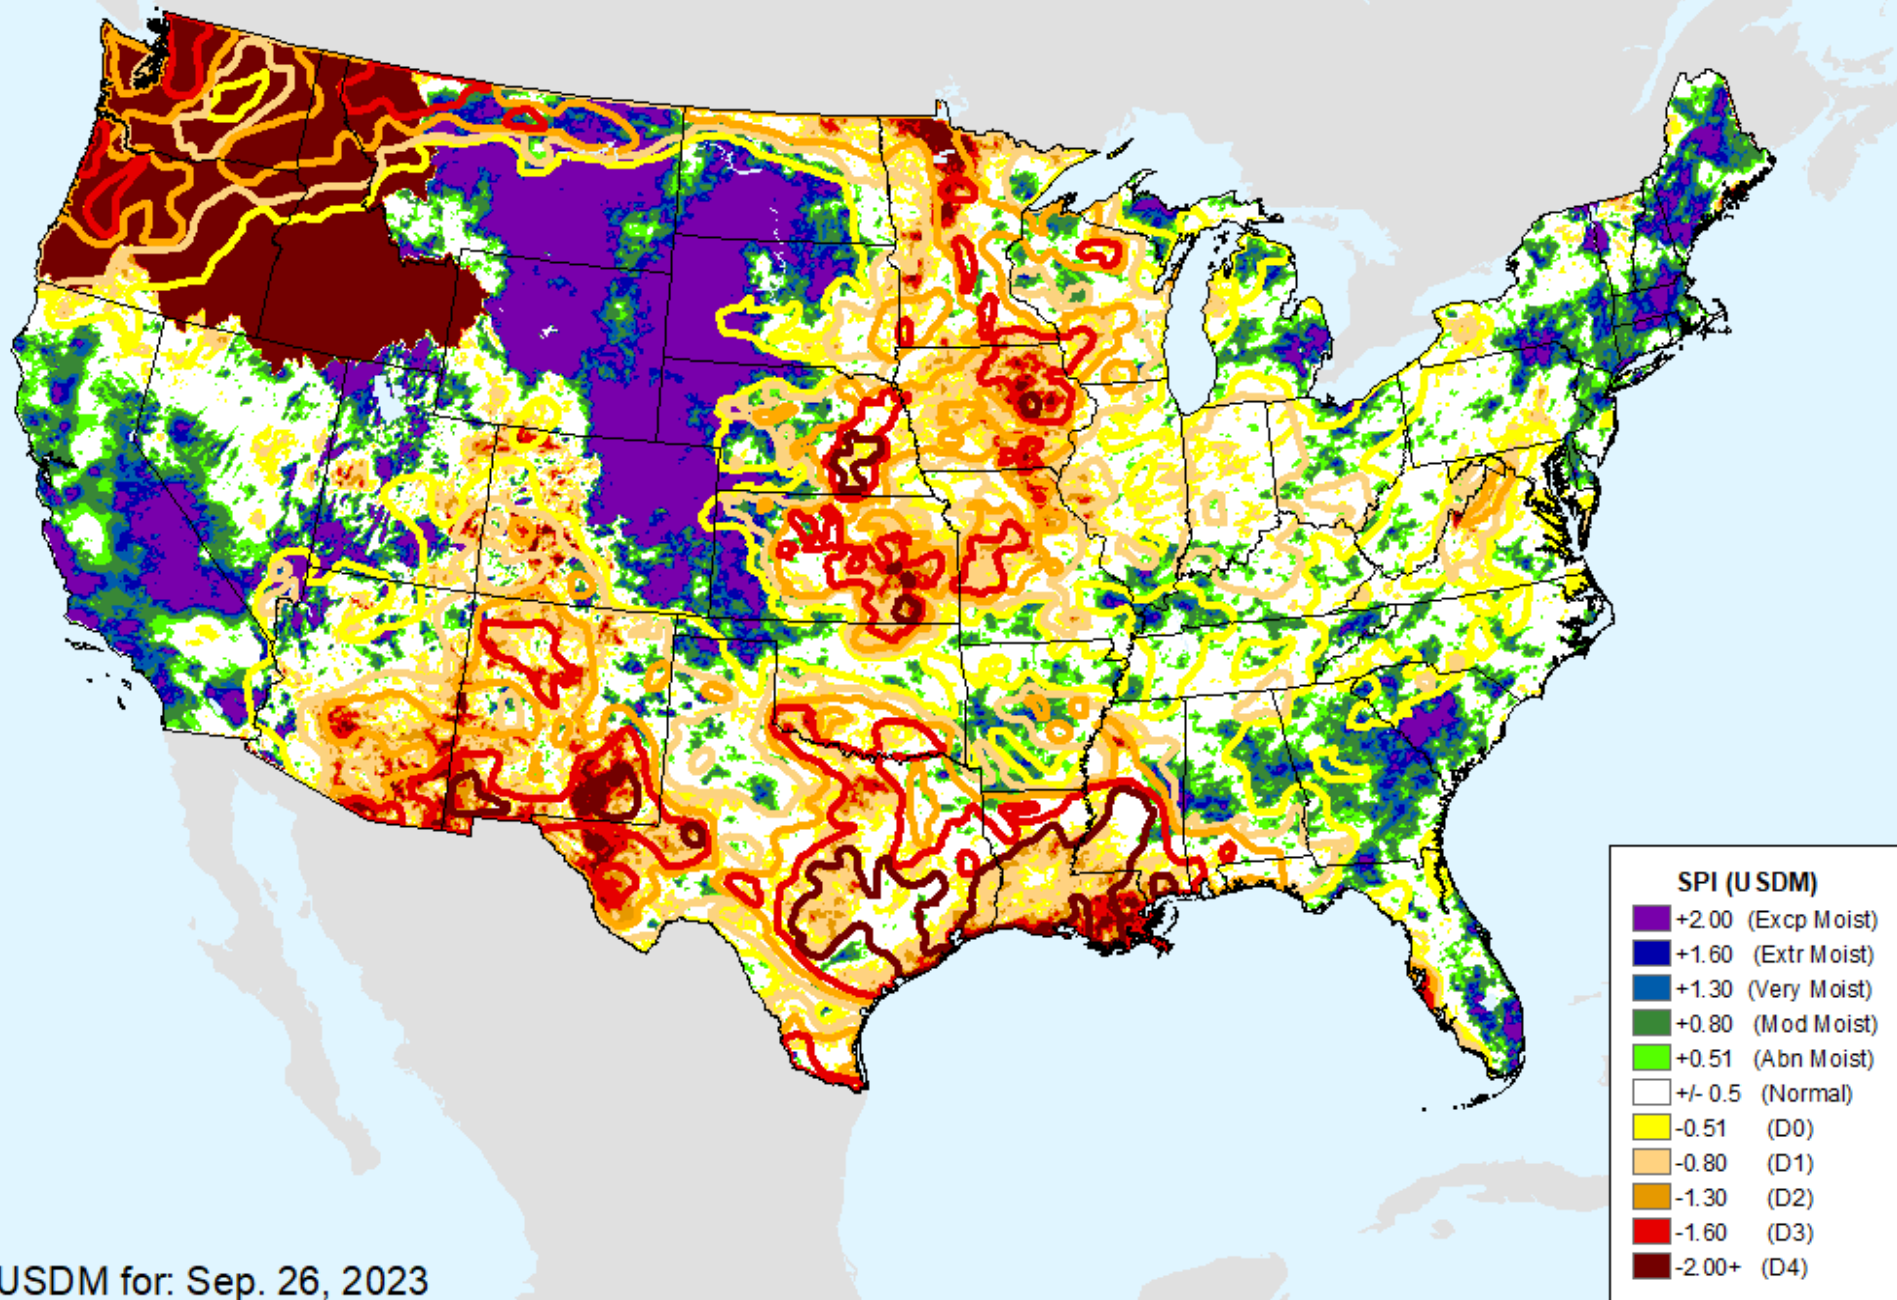 SPI (USDM)
+2.00 (Excp Moist)
+1.60 (Extr Moist)
+1.30 (Very Moist)
+0.80 (Mod Moist)
+0.51 (Abn Moist)
+/- 0.5 (Normal)
-0.51 (D0)
-0.80 (D1)
-1.30 (D2)
-1.60 (D3)
-2.00+ (D4)
USDM for: Sep. 26, 2023